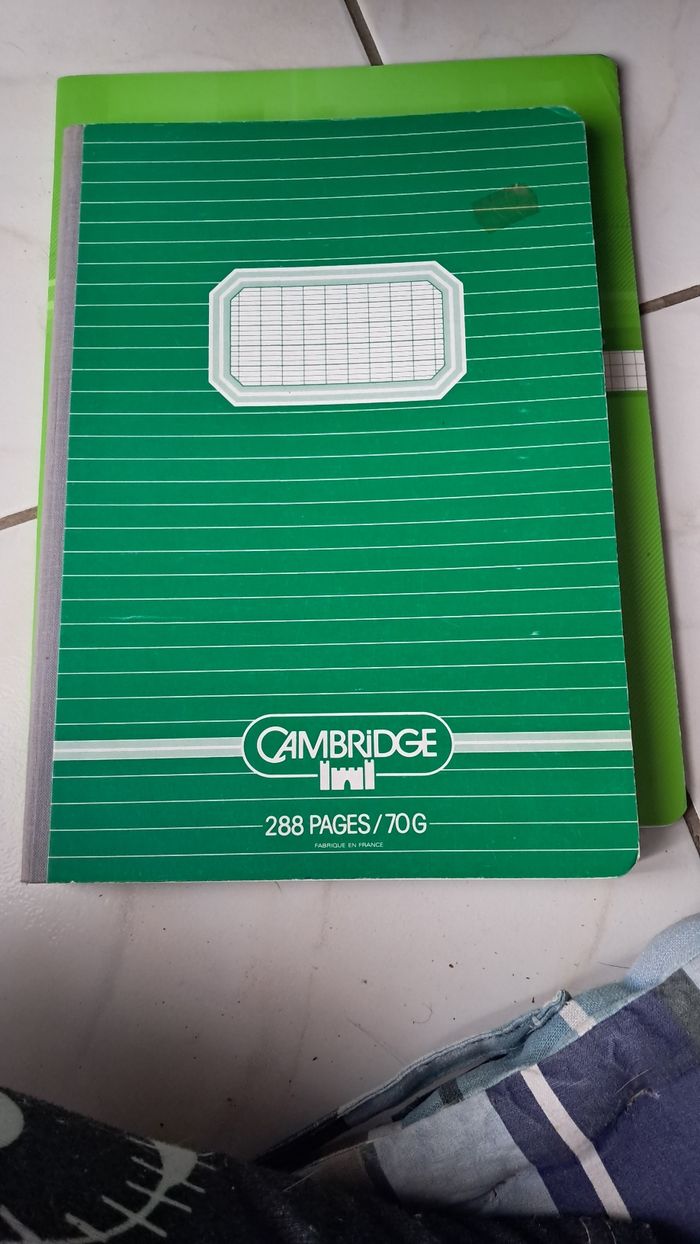 CAMBRiDGE
288 PAGES/70G
FABRIQUE EN FRANCE